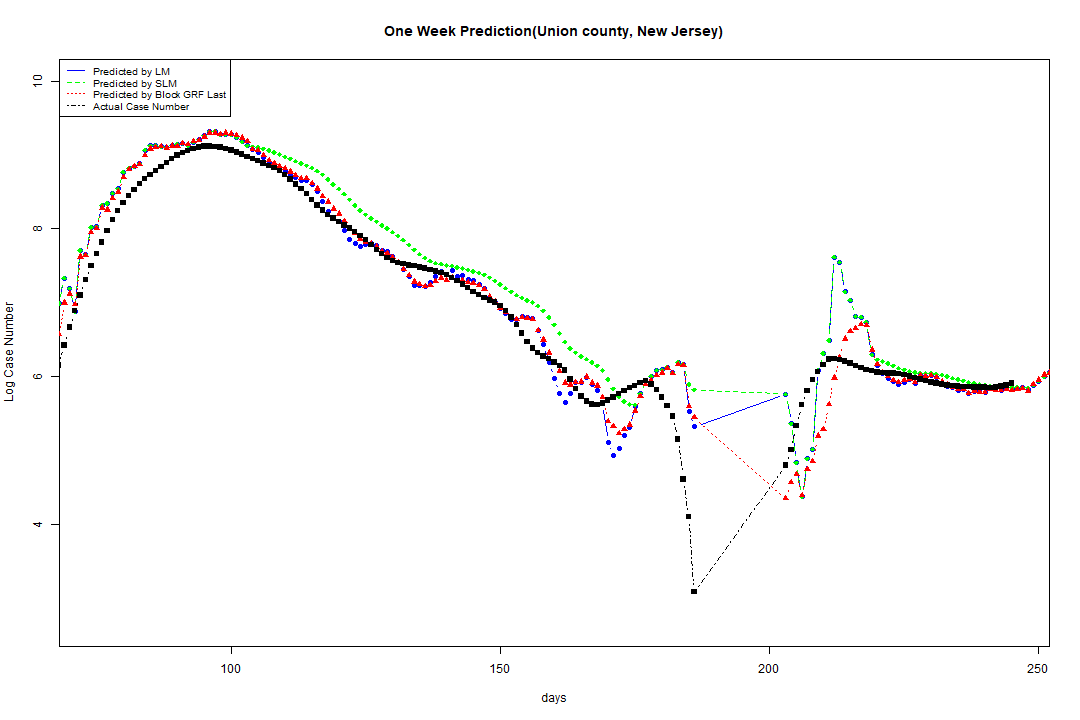 One Week Prediction(Union county, New Jersey)
Predicted by LM
Predicted by SLM
Predicted by Block GRF Last
Actual Case Number
Log Case Number
10
8
6
4
100 150 200 250
days